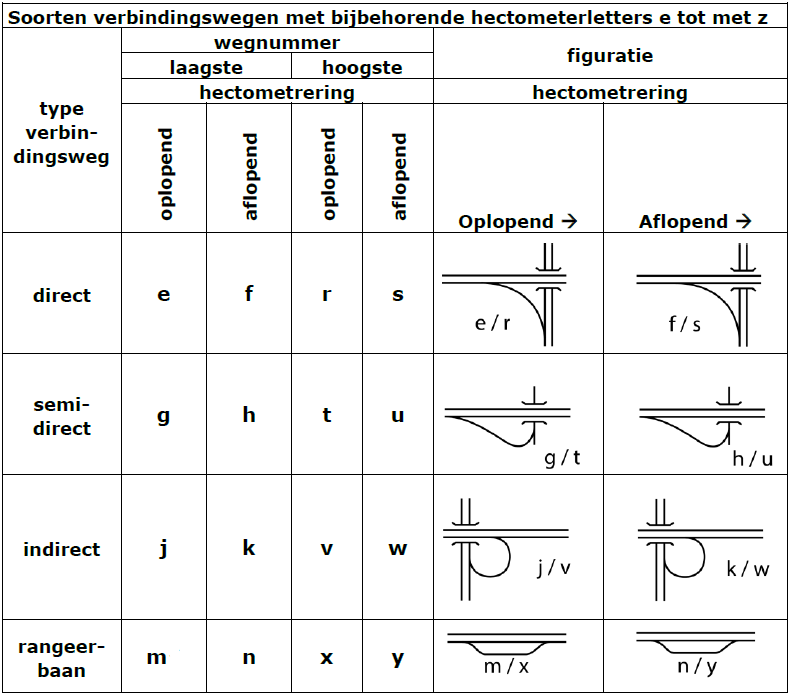 Soorten verbindingswegen met bijbehorende hectometerletters e tot met z
type
verbin-
dingsweg
wegnummer
figuratie
laagste
hoogste
hectometrering
hectometrering
oplopend
aflopend
oplopend
aflopend
Oplopend →
Aflopend →
direct
e
f
r
s
e / r
f / s
semi-
direct
g
h
t
u
g / t
h / u
indirect
j
k
v
w
j / v
k / w
rangeer-
baan
m
n
x
y
m / x
n / y